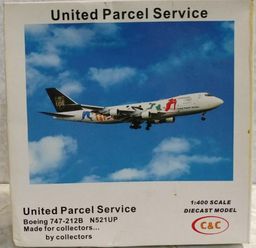 United Parcel Service
United Parcel Service
Boeing 747-212B N521UP
Made for collectors...
by collectors
1:400 SCALE
DIECAST MODEL
C&C